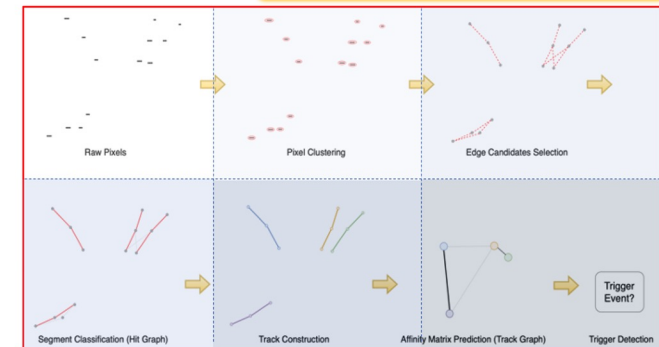 Raw Pixels
Pixel Clustering
Edge Candidates Selection
Segment Classification (Hit Graph)
Track Construction
Affinity Matrix Prediction (Track Graph)
Trigger
Event?
Trigger Detection